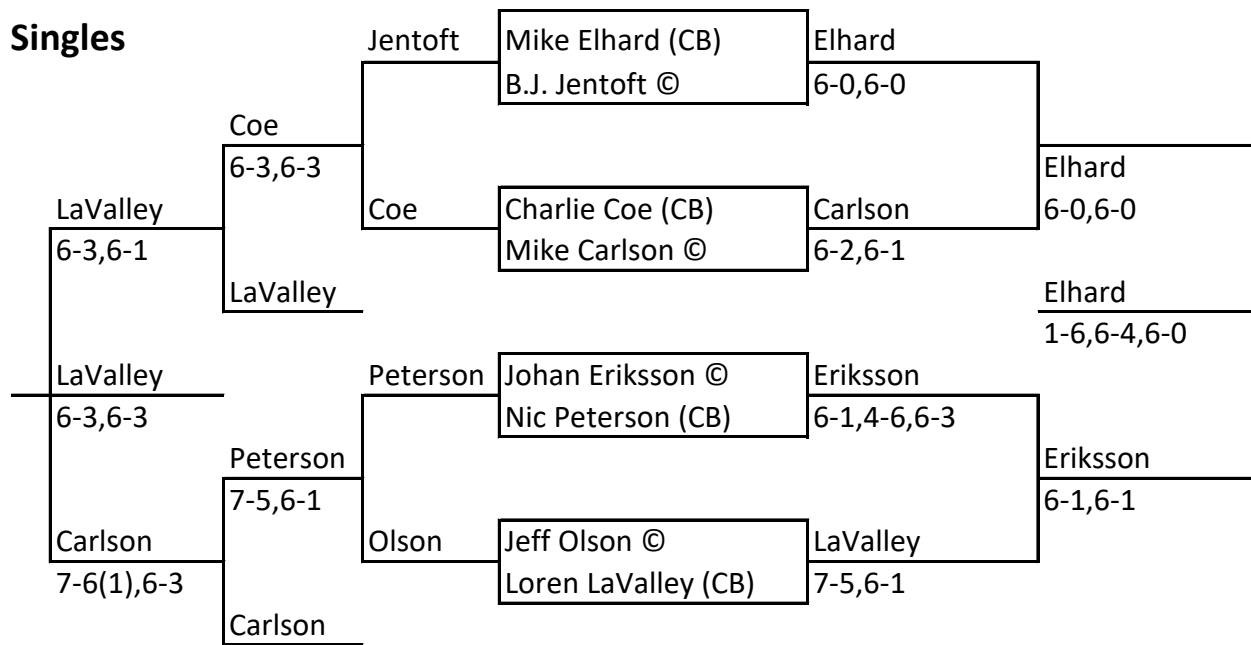 Singles
Jentoft
Mike Elhard (CB)
Elhard
B.J. Jentoft ©
6-0,6-0
Coe
6-3,6-3
Elhard
LaValley
Coe
Charlie Coe (CB)
Carlson
6-0,6-0
6-3,6-1
Mike Carlson ©
6-2,6-1
LaValley
Elhard
1-6,6-4,6-0
LaValley
Peterson
Johan Eriksson ©
Eriksson
6-3,6-3
Nic Peterson (CB)
6-1,4-6,6-3
Peterson
Eriksson
7-5,6-1
6-1,6-1
Carlson
Olson
Jeff Olson ©
LaValley
7-6(1),6-3
Loren LaValley (CB)
7-5,6-1
Carlson